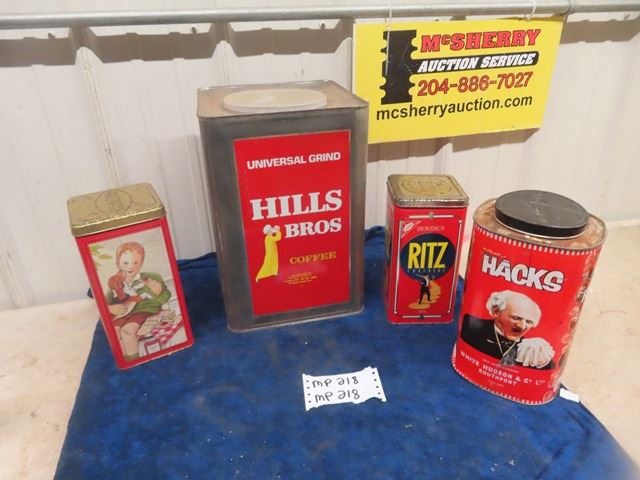 McSHERRY
AUCTION SERVICE
204-886-7027
mcsherryauction.com
UNIVERSAL GRIND
HILLS
BROS
COFFEE
RITZ
HACKS
WHITE HUDSON & Co LTD
SOUTHPORT
MP 218
MP 218